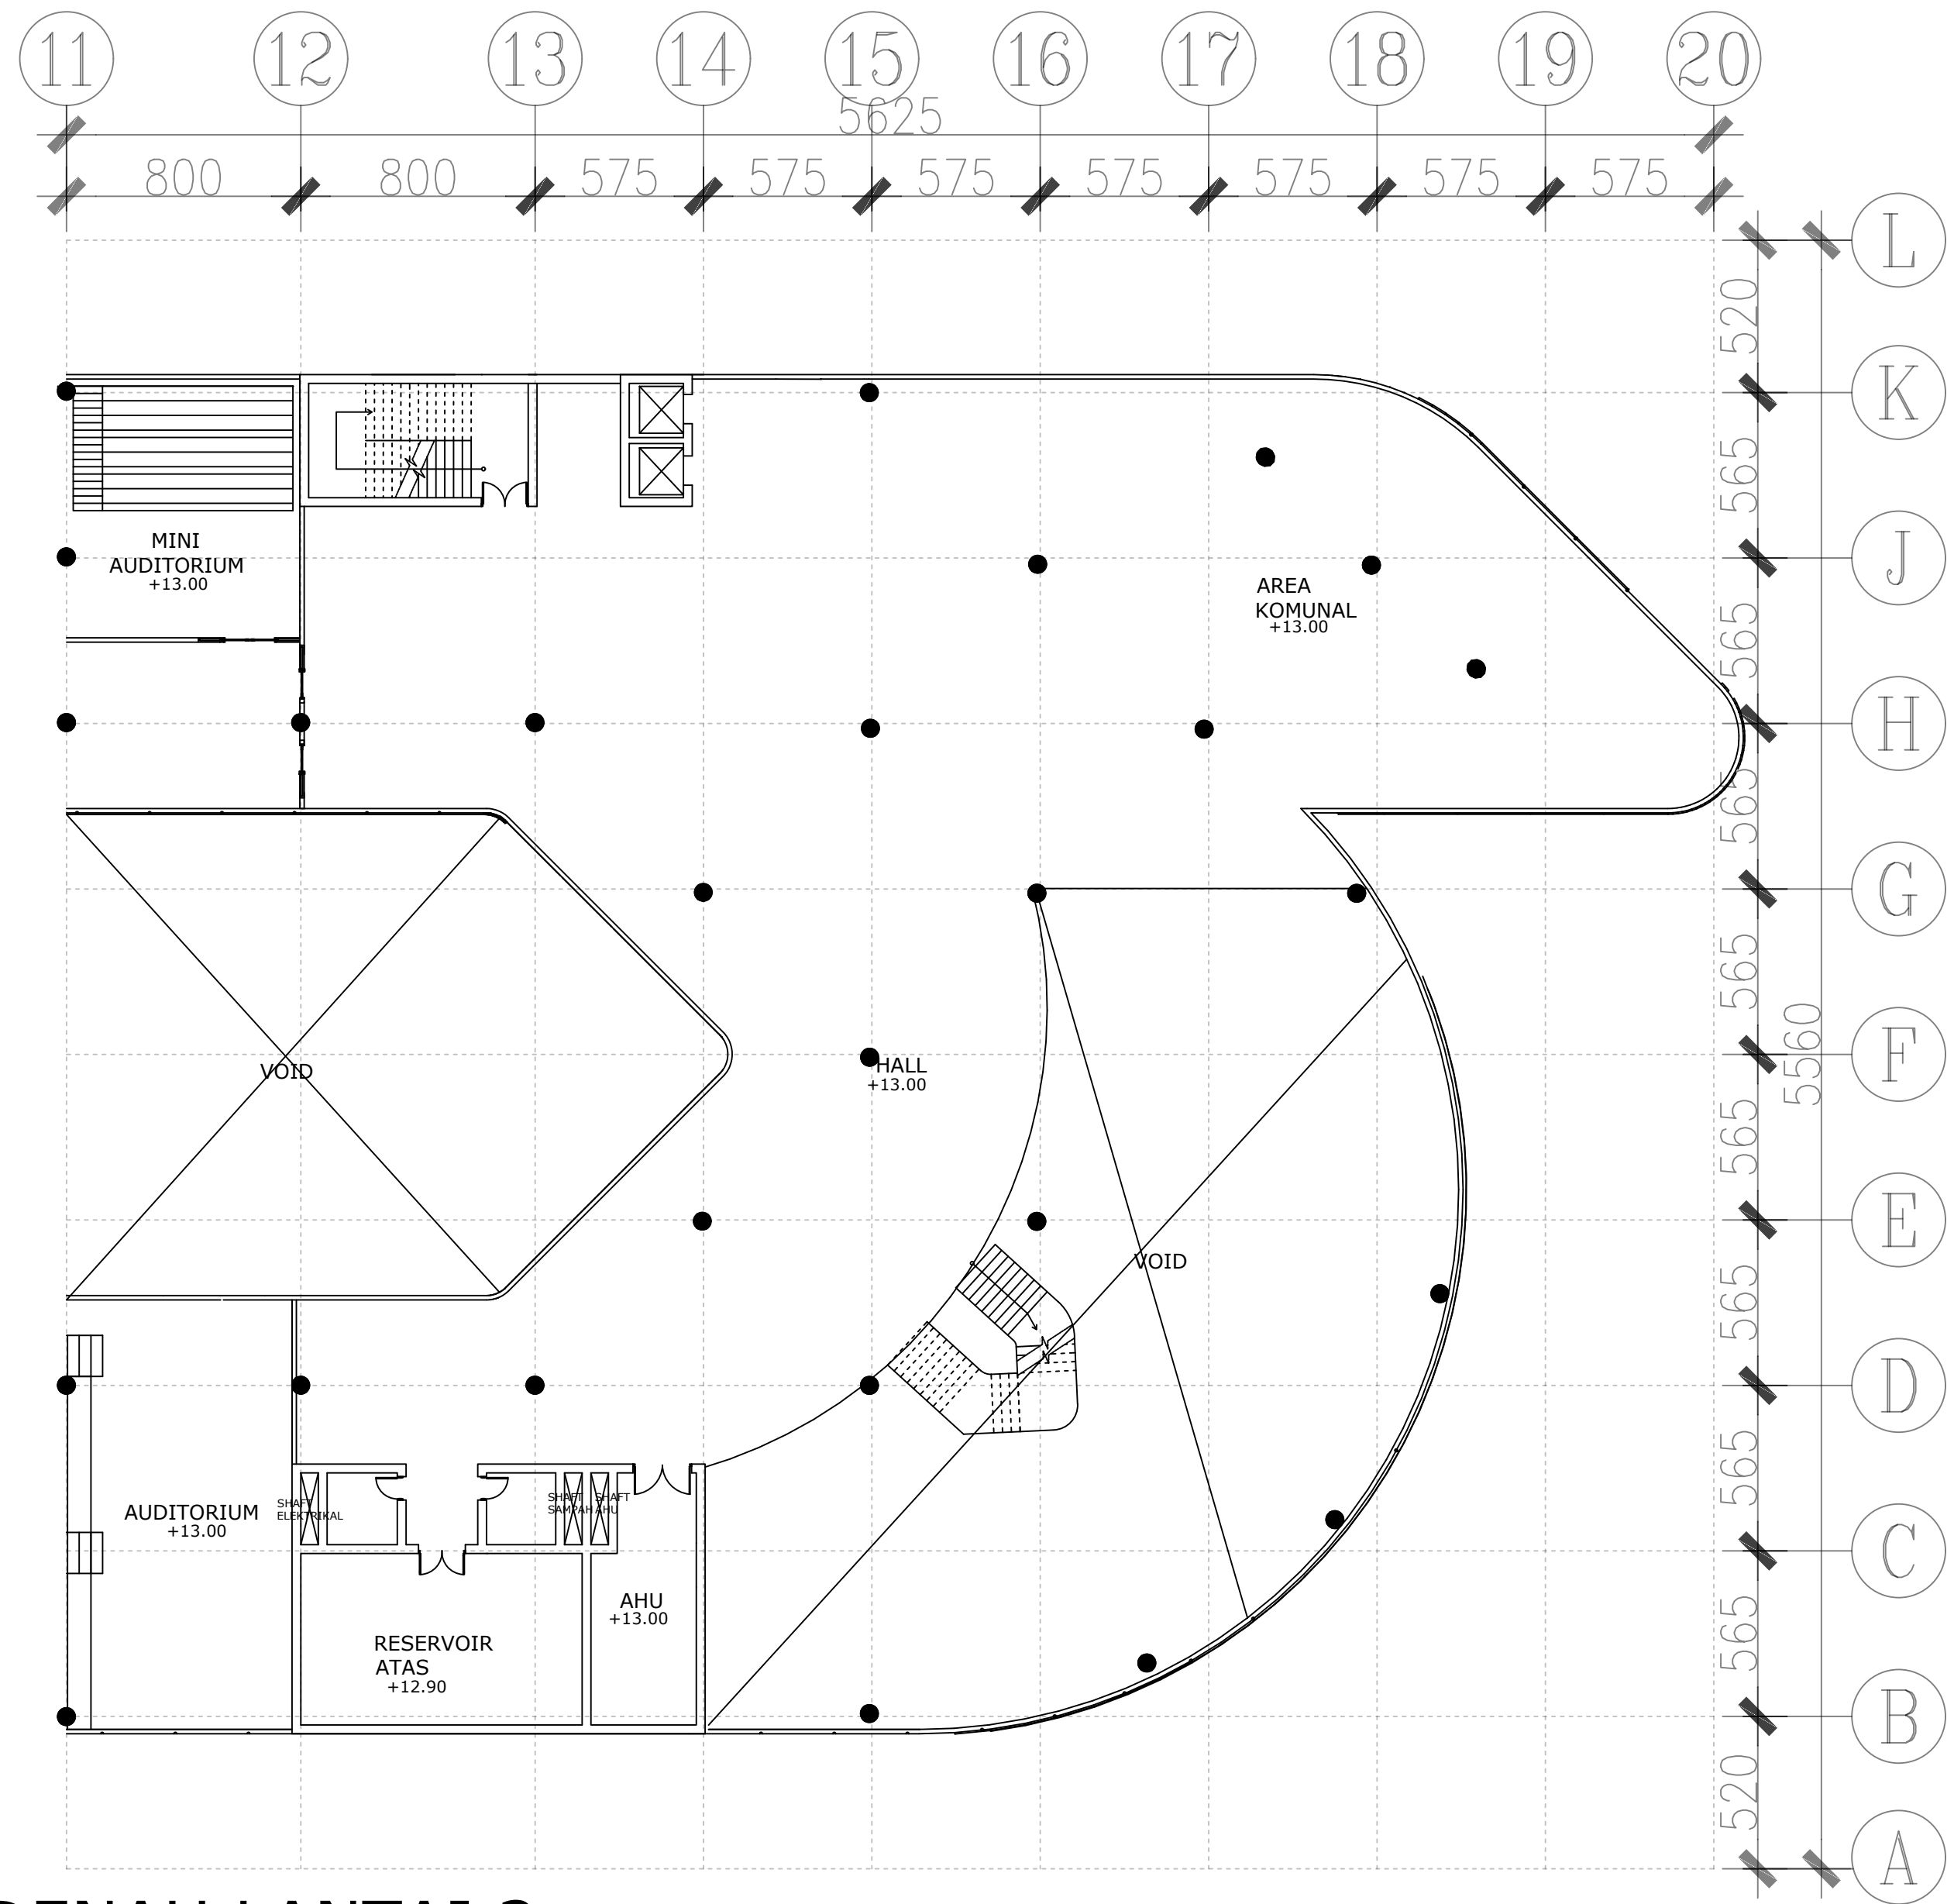 11 12 13 14 15 16 17 18 19 20
5625
800 800 575 575 575 575 575 575 575
L
520
K
565
J
565
H
565
G
565
F
5560
565
E
565
D
565
C
565
B
520
A
MINI
AUDITORIUM
+13.00
AREA
KOMUNAL
+13.00
VOID
HALL
+13.00
VOID
AUDITORIUM
+13.00
SHAFT
ELEKTRIKAL
SHAFT
SAMPAH
SHAFT
AHU
AHU
+13.00
RESERVOIR
ATAS
+12.90